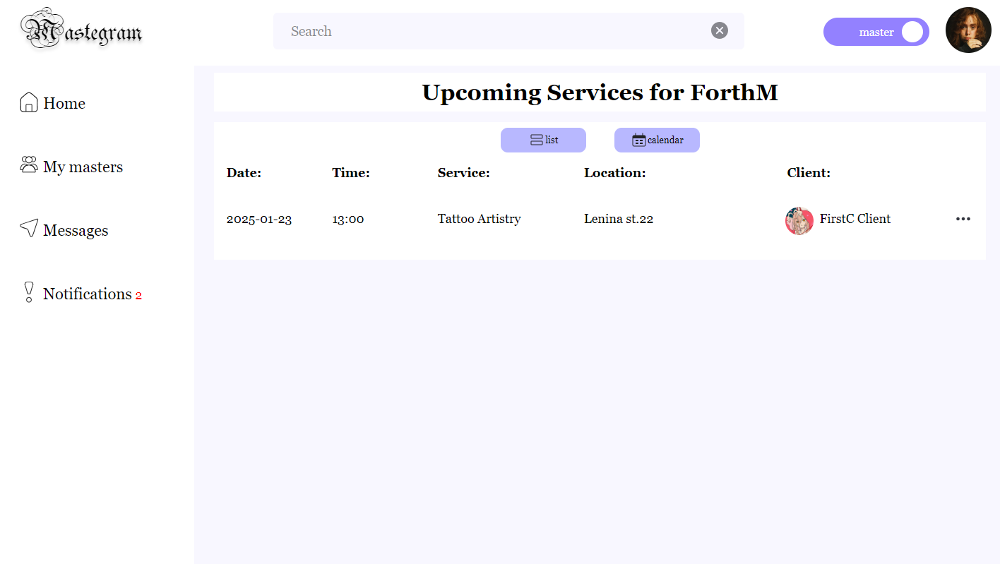 Mastegram
Search
master
Home
My masters
Messages
Notifications 2
Upcoming Services for ForthM
list
calendar
Date: Time: Service: Location: Client:
2025-01-23 13:00 Tattoo Artistry Lenina st.22 FirstC Client